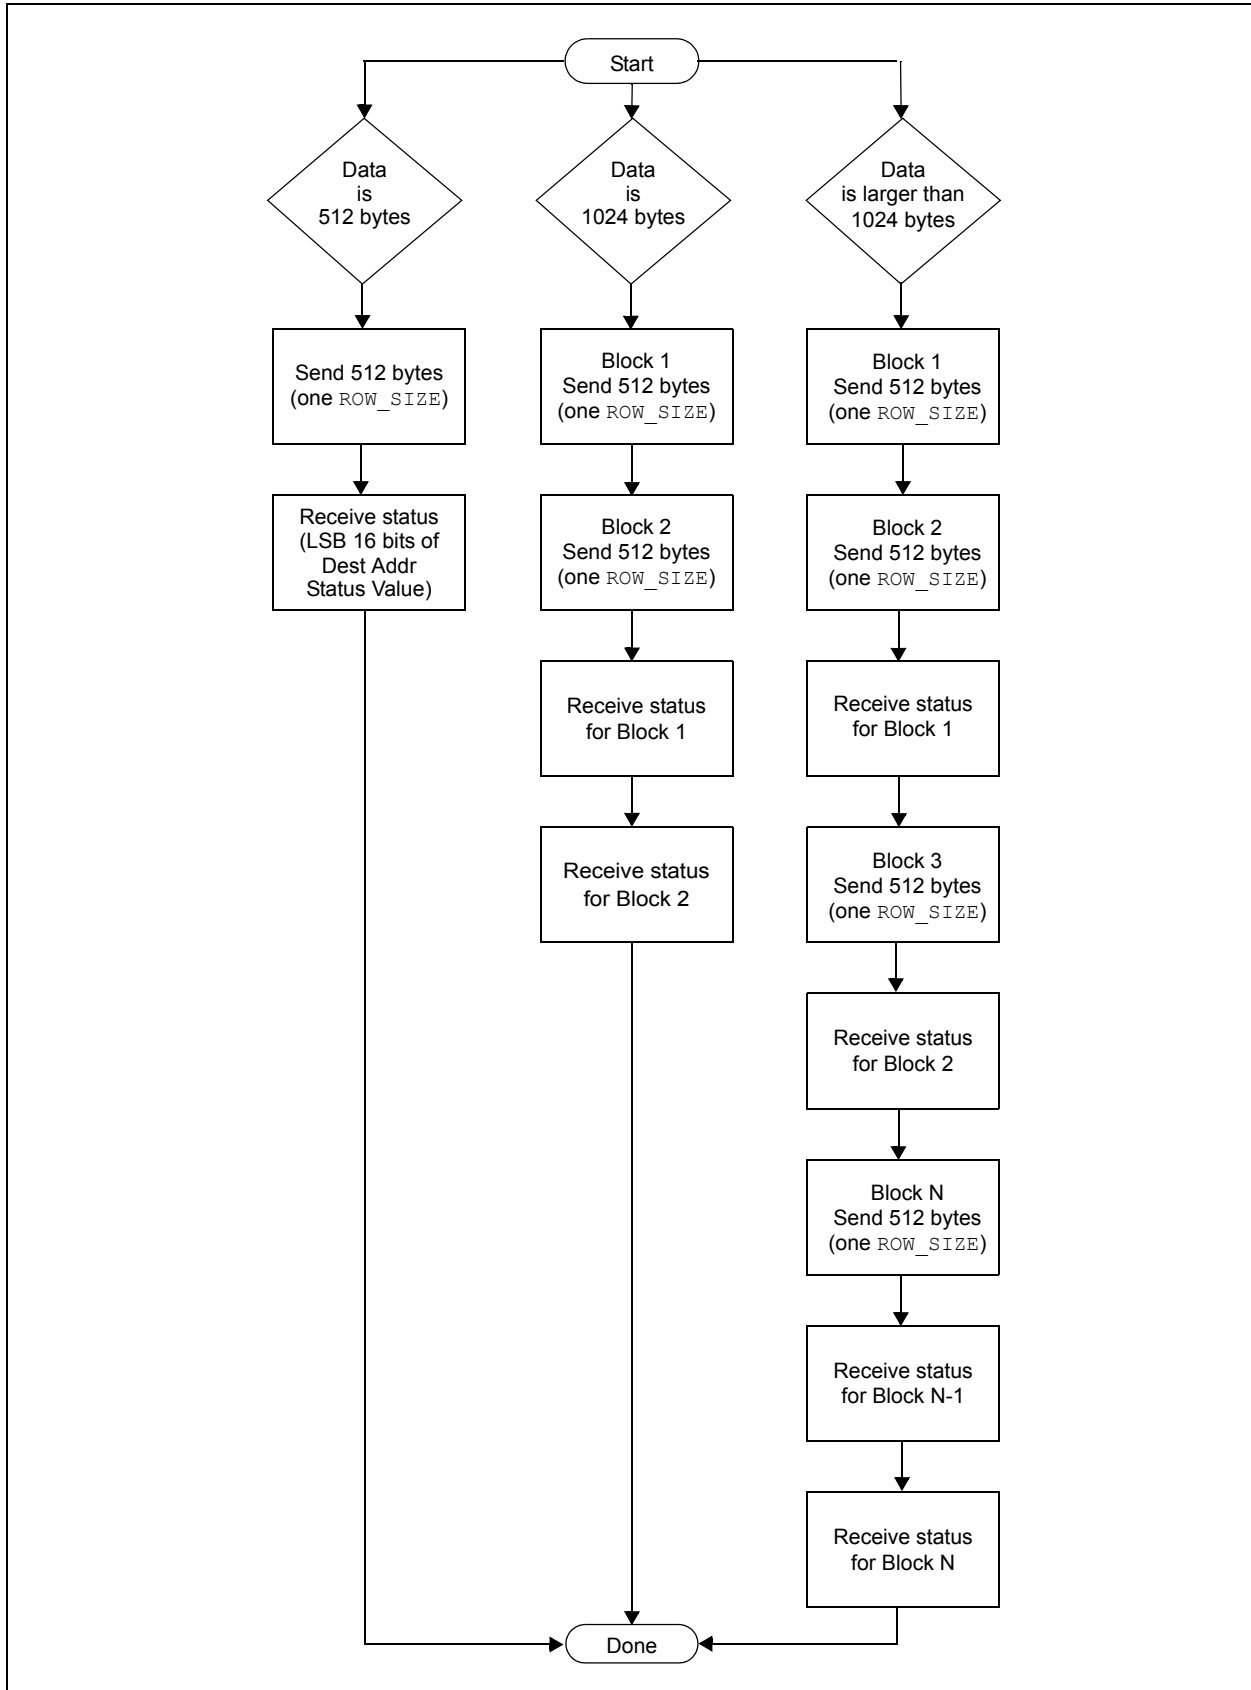 Start
Data
is
512 bytes
Data
is
1024 bytes
Data
is larger than
1024 bytes
Send 512 bytes
(one ROW_SIZE)
Receive status
(LSB 16 bits of
Dest Addr
Status Value)
Block 1
Send 512 bytes
(one ROW_SIZE)
Block 2
Send 512 bytes
(one ROW_SIZE)
Receive status
for Block 1
Receive status
for Block 2
Block 1
Send 512 bytes
(one ROW_SIZE)
Block 2
Send 512 bytes
(one ROW_SIZE)
Receive status
for Block 1
Block 3
Send 512 bytes
(one ROW_SIZE)
Receive status
for Block 2
Block N
Send 512 bytes
(one ROW_SIZE)
Receive status
for Block N-1
Receive status
for Block N
Done